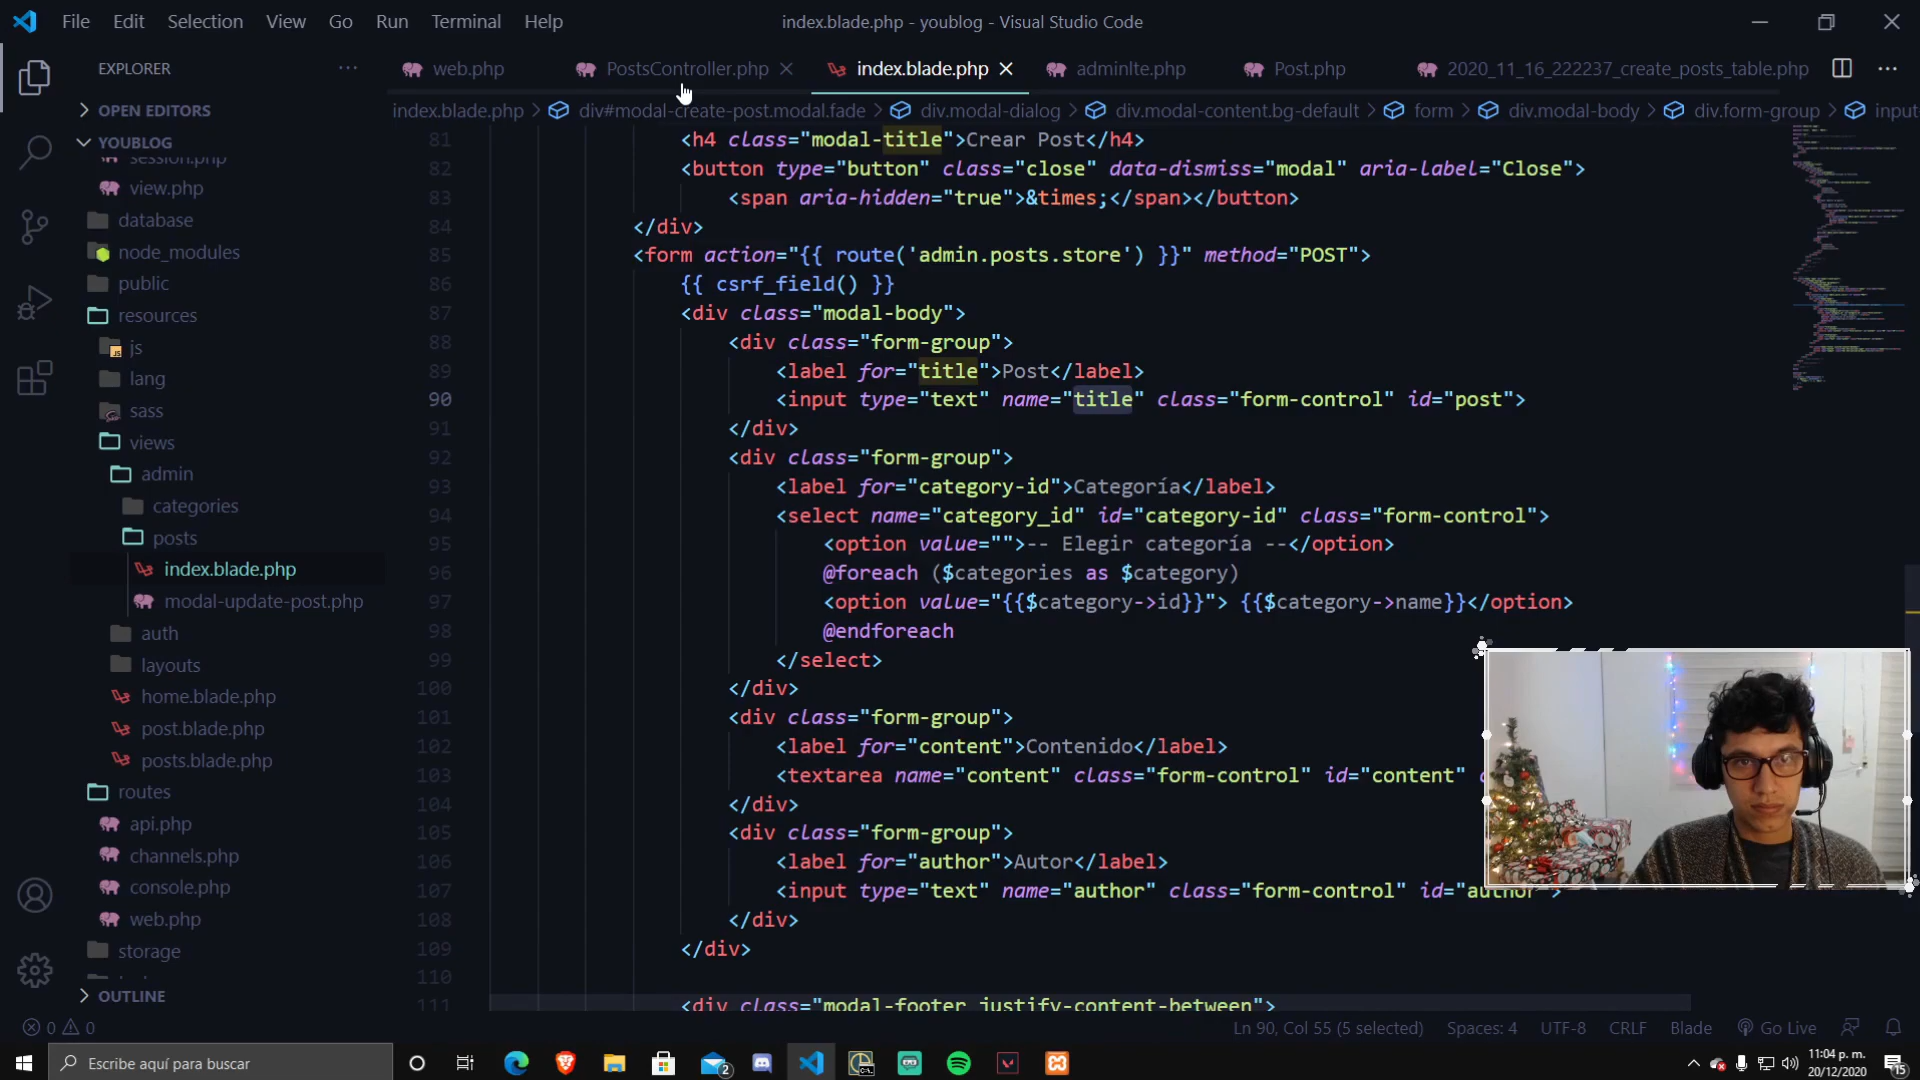 File Edit Selection View Go Run Terminal Help
index.blade.php - youblog - Visual Studio Code
EXPLORER
web.php PostsController.php index.blade.php adminlte.php Post.php 2020_11_16_222237_create_posts_table.php
index.blade.php > div#modal-create-post.modal.fade > div.modal-dialog > div.modal-content.bg-default > form > div.modal-body > div.form-group > input
OPEN EDITORS
YOUBLOG
session.php
view.php
database
node_modules
public
resources
js
lang
sass
views
admin
categories
posts
index.blade.php
modal-update-post.php
auth
layouts
home.blade.php
post.blade.php
posts.blade.php
routes
api.php
channels.php
console.php
web.php
storage
OUTLINE
81 <h4 class="modal-title">Crear Post</h4>
82 <button type="button" class="close" data-dismiss="modal" aria-label="Close">
83 <span aria-hidden="true">&times;</span></button>
84 </div>
85 <form action="{{ route('admin.posts.store') }}" method="POST">
86 {{ csrf_field() }}
87 <div class="modal-body">
88 <div class="form-group">
89 <label for="title">Post</label>
90 <input type="text" name="title" class="form-control" id="post">
91 </div>
92 <div class="form-group">
93 <label for="category-id">Categoría</label>
94 <select name="category_id" id="category-id" class="form-control">
95 <option value="">-- Elegir categoría --</option>
96 @foreach ($categories as $category)
97 <option value="{{$category->id}}"> {{$category->name}}</option>
98 @endforeach
99 </select>
100 </div>
101 <div class="form-group">
102 <label for="content">Contenido</label>
103 <textarea name="content" class="form-control" id="content"
104 </div>
105 <div class="form-group">
106 <label for="author">Autor</label>
107 <input type="text" name="author" class="form-control" id="author">
108 </div>
109 </div>
110
111 <div class="modal-footer justify-content-between">
0 0
Ln 90, Col 55 (5 selected) Spaces: 4 UTF-8 CRLF Blade Go Live
Escribe aquí para buscar
2
11:04 p. m.
20/12/2020
15